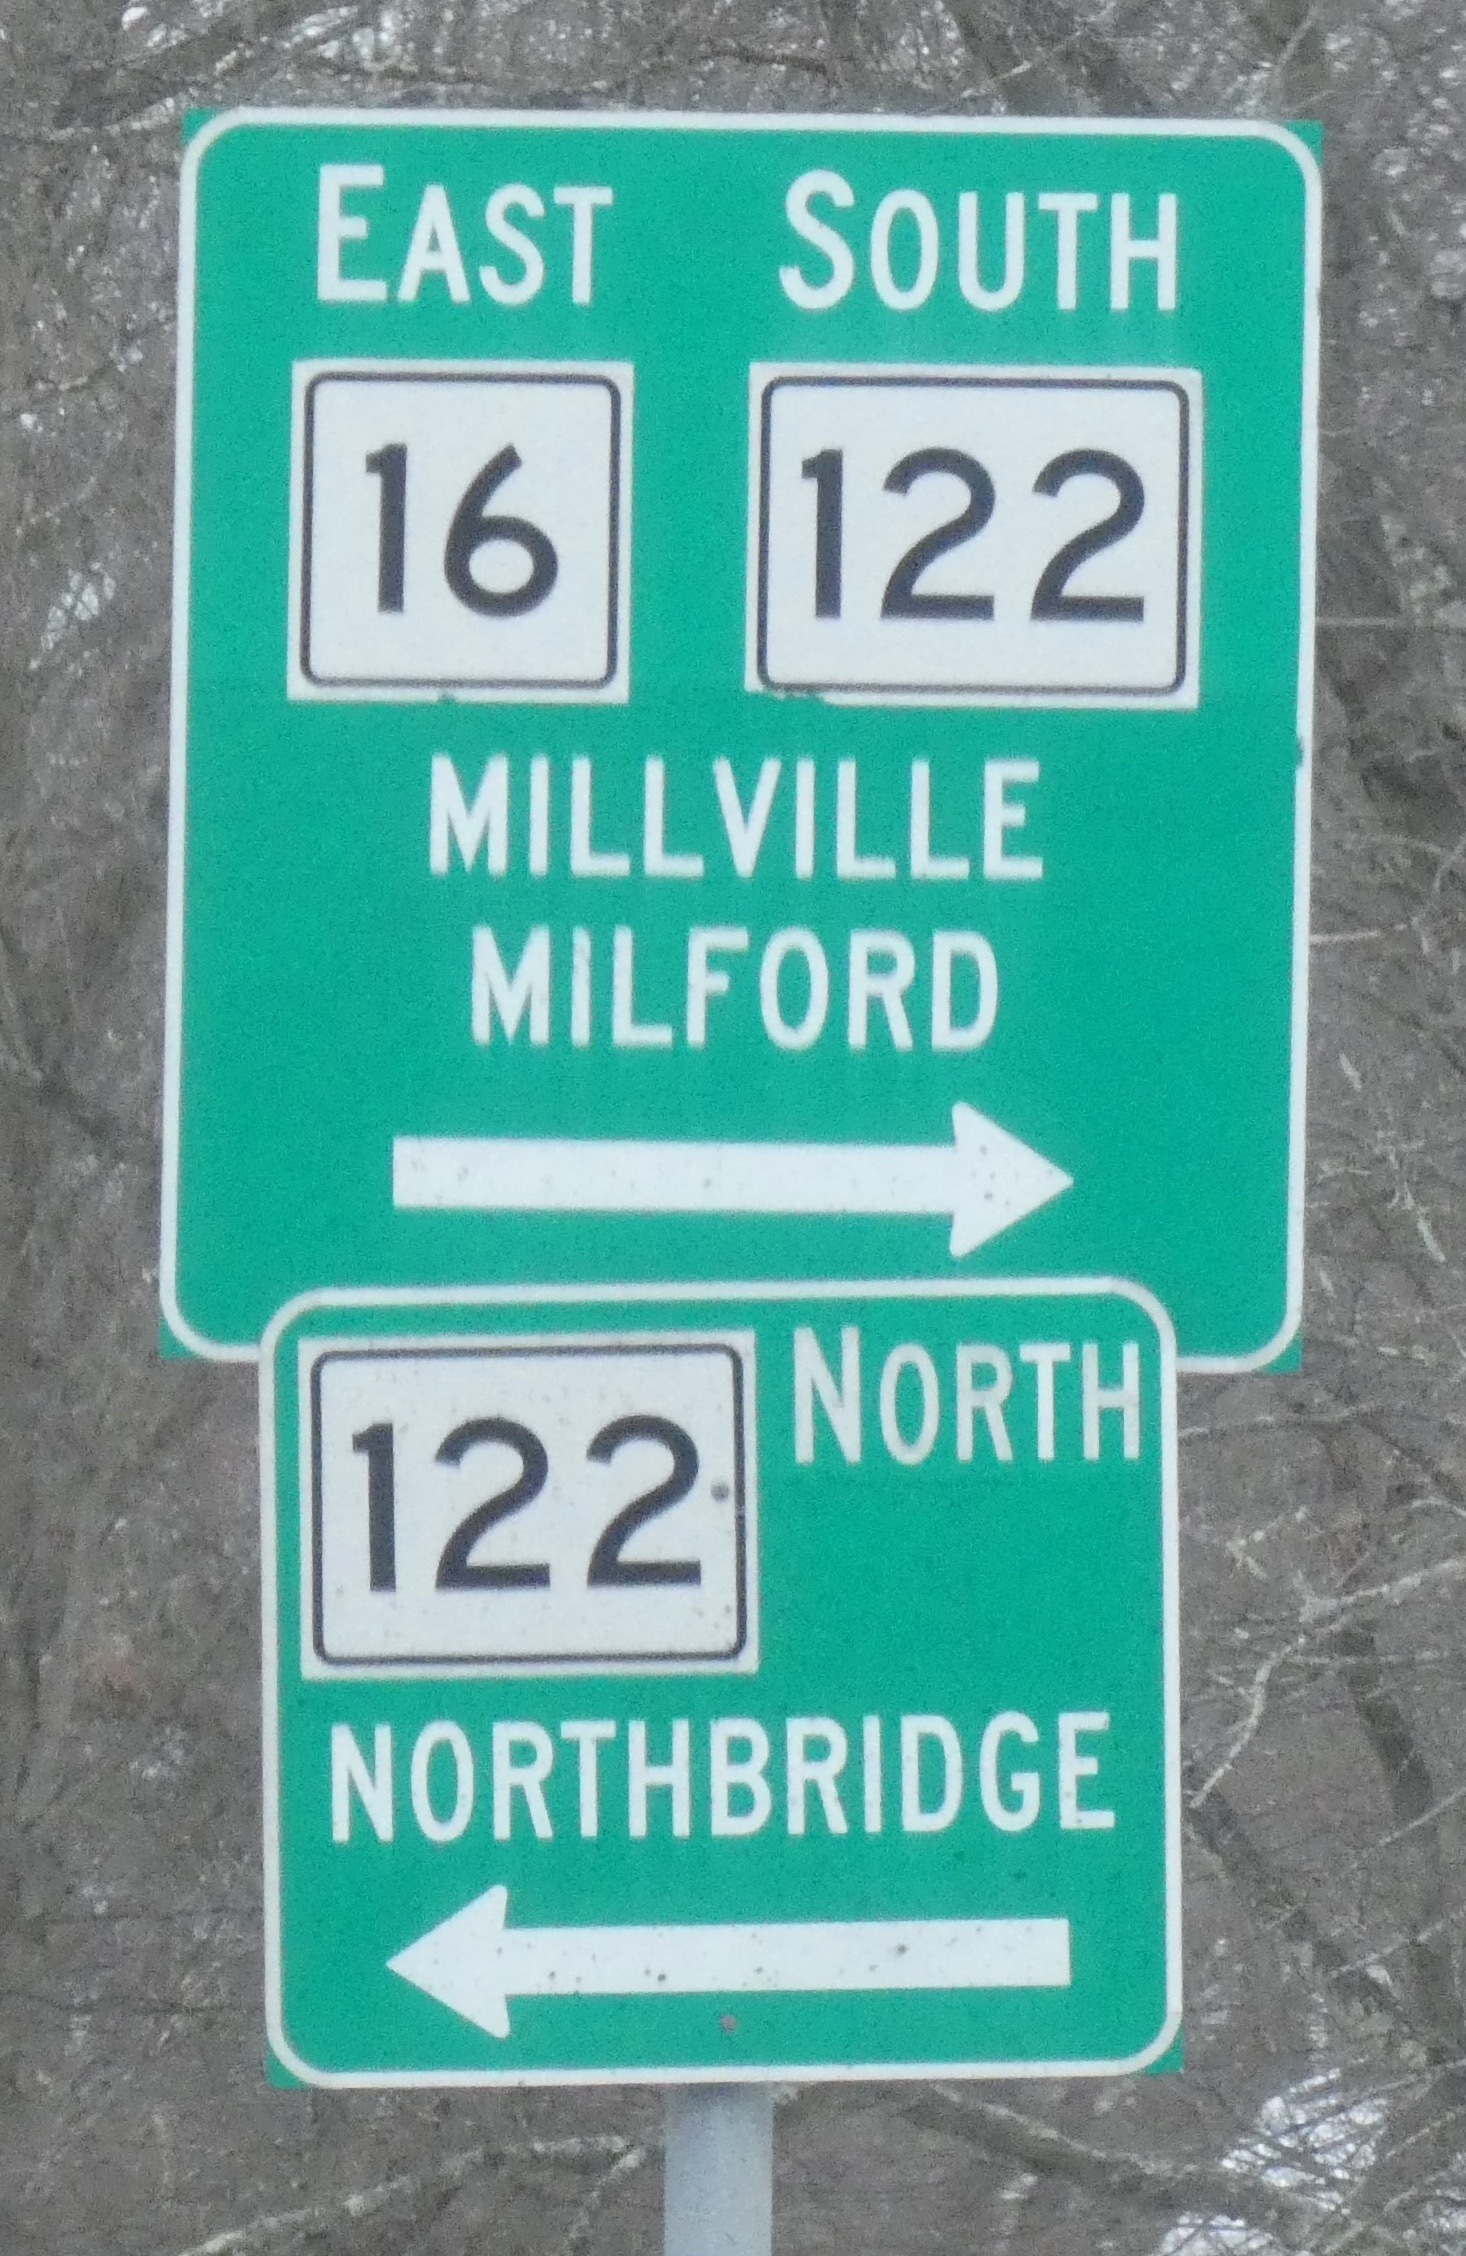 EAST SOUTH
16 122
MILLVILLE
MILFORD
122 NORTH
NORTHBRIDGE